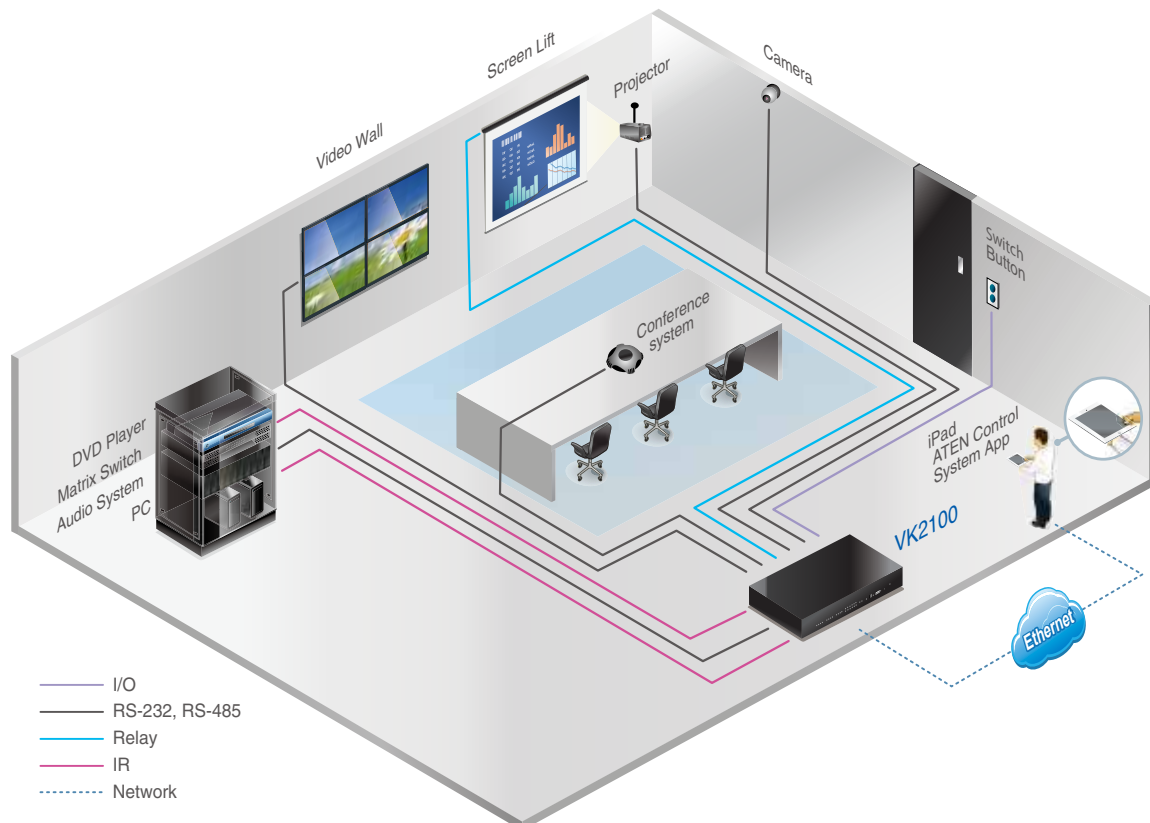 Screen Lift
Projector
Camera
Video Wall
Switch
Button
Conference
system
DVD Player
Matrix Switch
Audio System
PC
iPad
ATEN Control
System App
VK2100
Ethernet
I/O
RS-232, RS-485
Relay
IR
Network